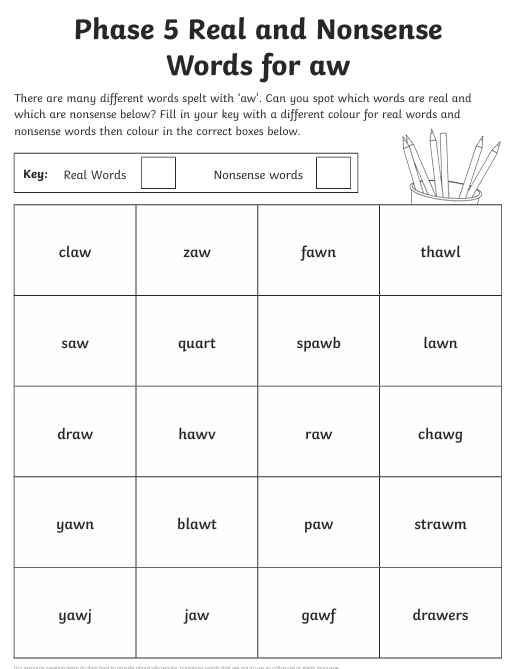 Phase 5 Real and Nonsense
Words for aw
There are many different words spelt with ‘aw’. Can you spot which words are real and
which are nonsense below? Fill in your key with a different colour for real words and
nonsense words then colour in the correct boxes below.
Key: Real Words Nonsense words
claw zaw fawn thawl
saw quart spawb lawn
draw hawv raw chawg
yawn blawt paw strawm
yawj jaw gawf drawers